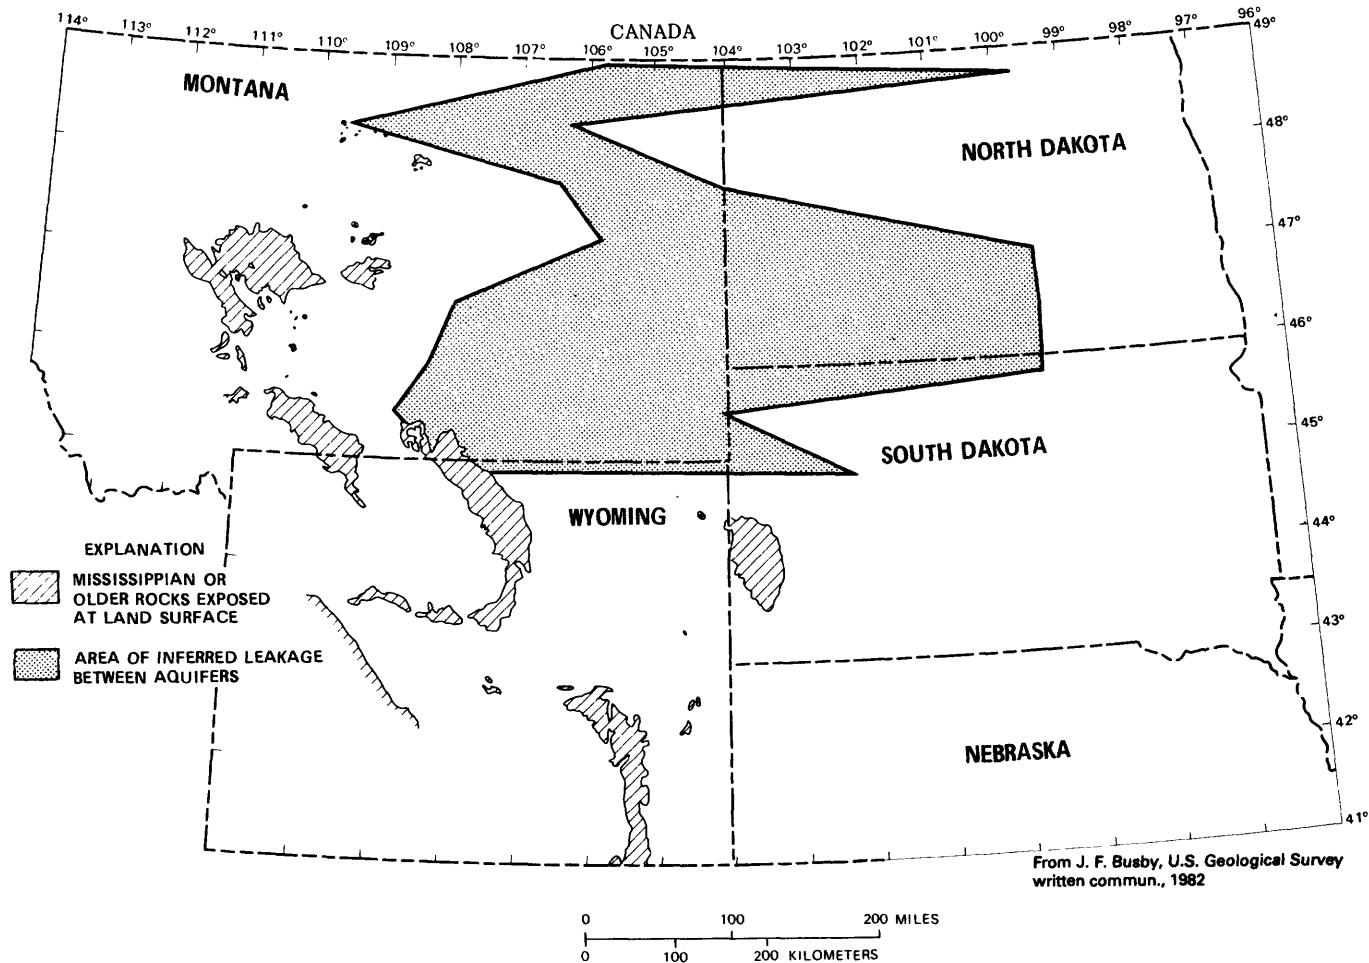 114° 113° 112° 111° 110° 109° 108° 107° 106° 105° 104° 103° 102° 101° 100° 99° 98° 97° 96°
CANADA
49°
MONTANA
48°
NORTH DAKOTA
47°
46°
45°
SOUTH DAKOTA
WYOMING
44°
EXPLANATION
MISSISSIPPIAN OR
OLDER ROCKS EXPOSED
AT LAND SURFACE
43°
AREA OF INFERRED LEAKAGE
BETWEEN AQUIFERS
42°
NEBRASKA
41°
From J. F. Busby, U.S. Geological Survey
written commun., 1982
0 100 200 MILES
0 100 200 KILOMETERS